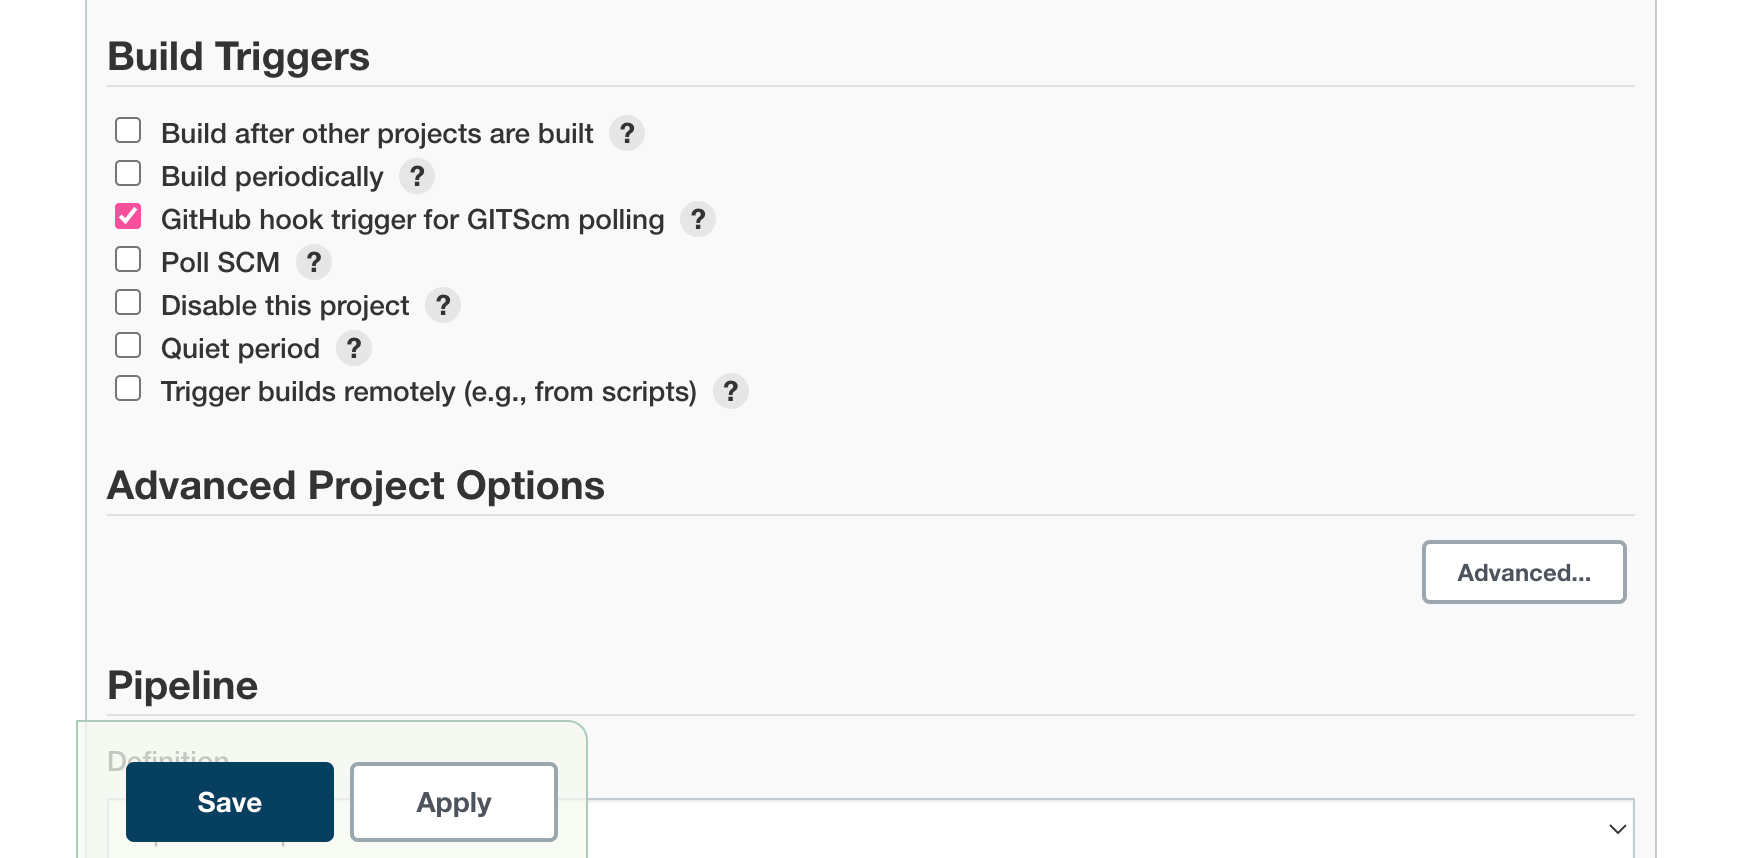 Build Triggers
Build after other projects are built ?
Build periodically ?
GitHub hook trigger for GITScm polling ?
Poll SCM ?
Disable this project ?
Quiet period ?
Trigger builds remotely (e.g., from scripts) ?
Advanced Project Options
Advanced...
Pipeline
Definition
Save Apply